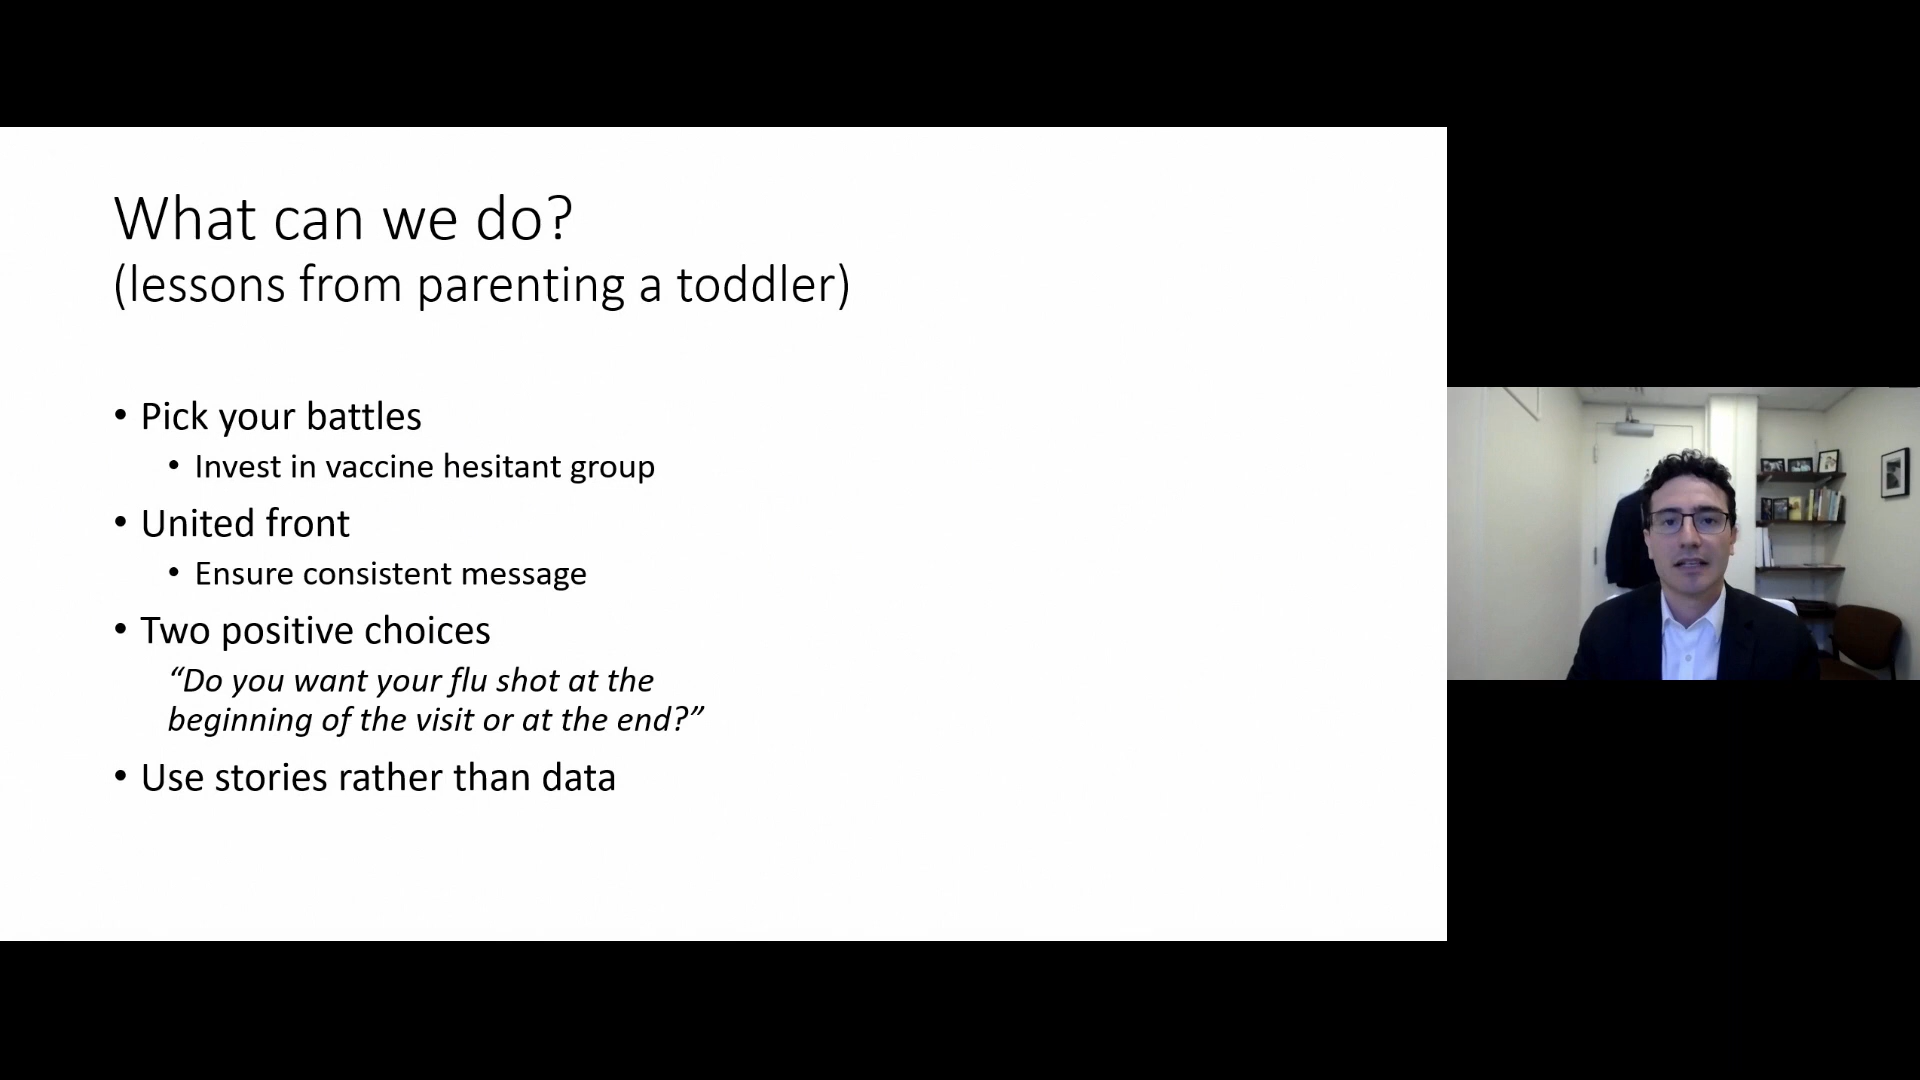 What can we do?
(lessons from parenting a toddler)
• Pick your battles
• Invest in vaccine hesitant group
• United front
• Ensure consistent message
• Two positive choices
“Do you want your flu shot at the
beginning of the visit or at the end?”
• Use stories rather than data